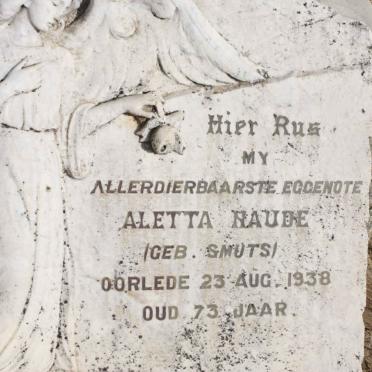 Hier Rus
MY
ALLERDIERBAARSTE EGGENOTE
ALETTA NAUDE
(GEB. SMUTS)
OORLEDE 23 AUG. 1938
OUD 73 JAAR.